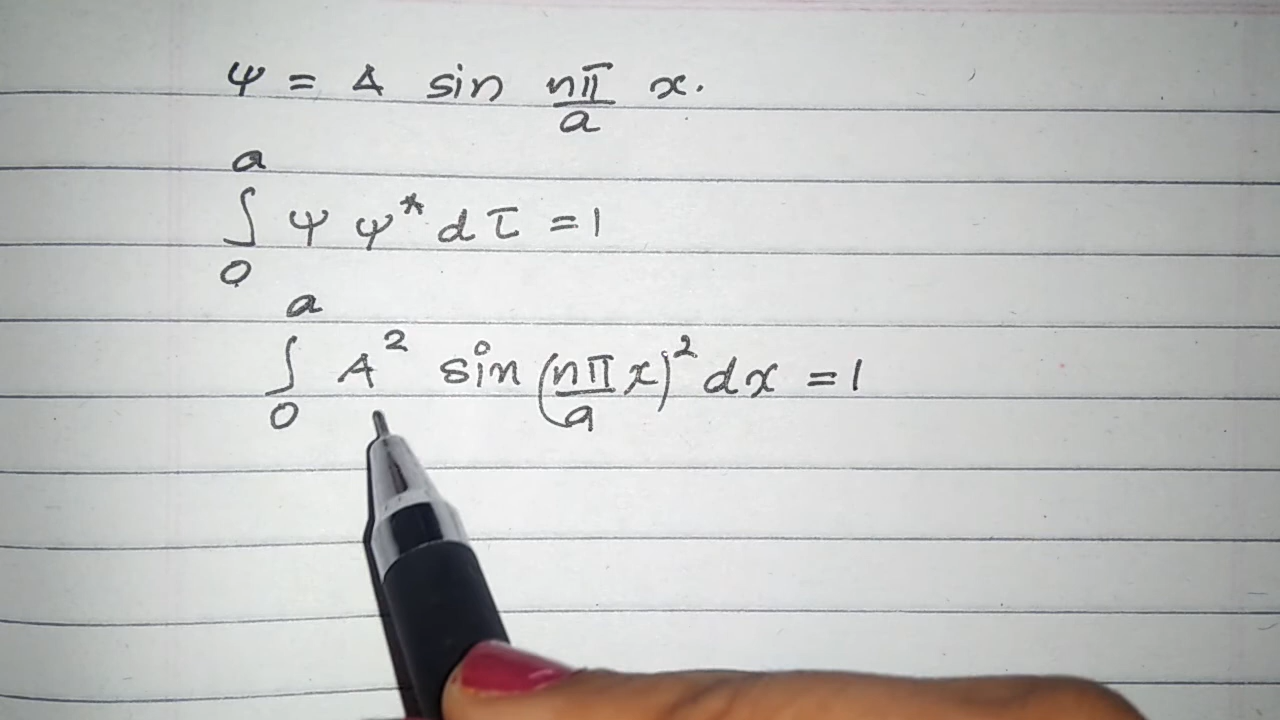 ψ = A sin nπ/a x.
∫₀ᵃ ψ ψ* dτ = 1
∫₀ᵃ A² sin (nπ/a x)² dx = 1